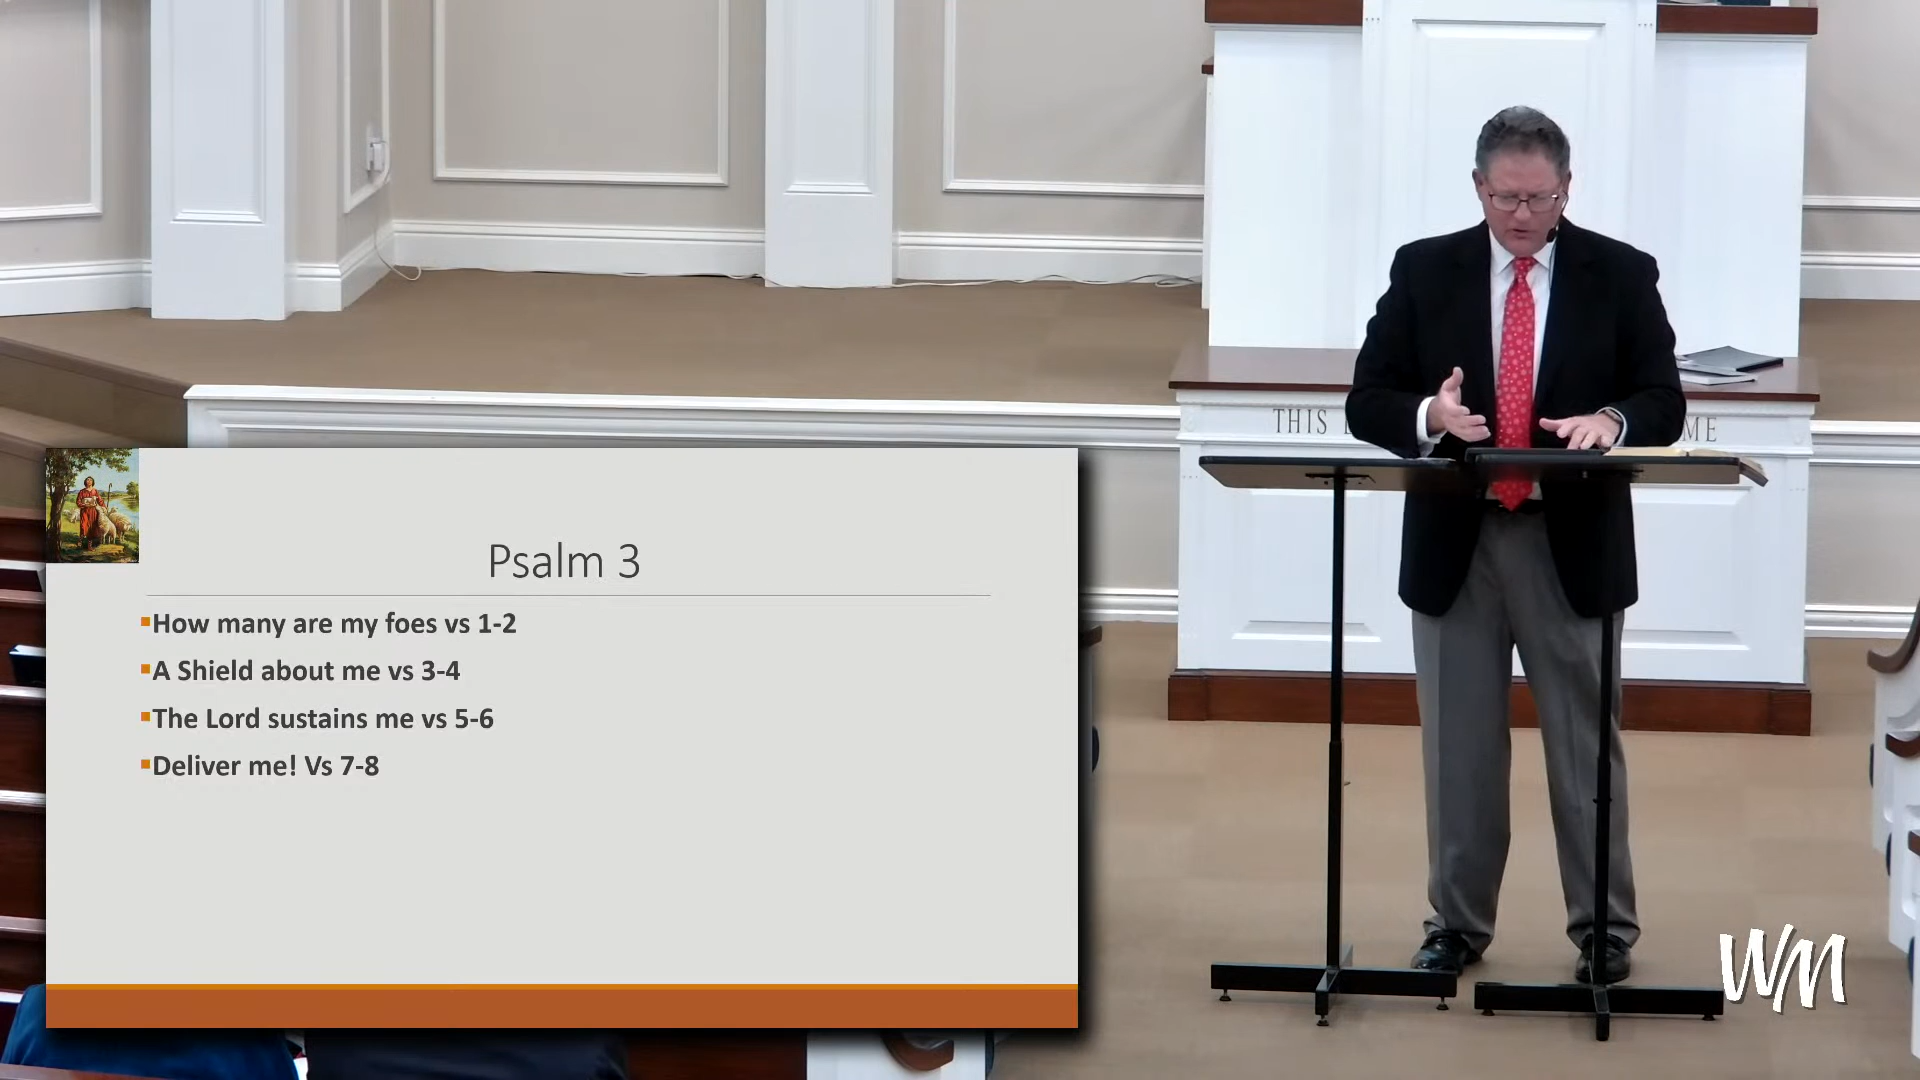 Psalm 3
How many are my foes vs 1-2
A Shield about me vs 3-4
The Lord sustains me vs 5-6
Deliver me! Vs 7-8
THIS
ME
WM